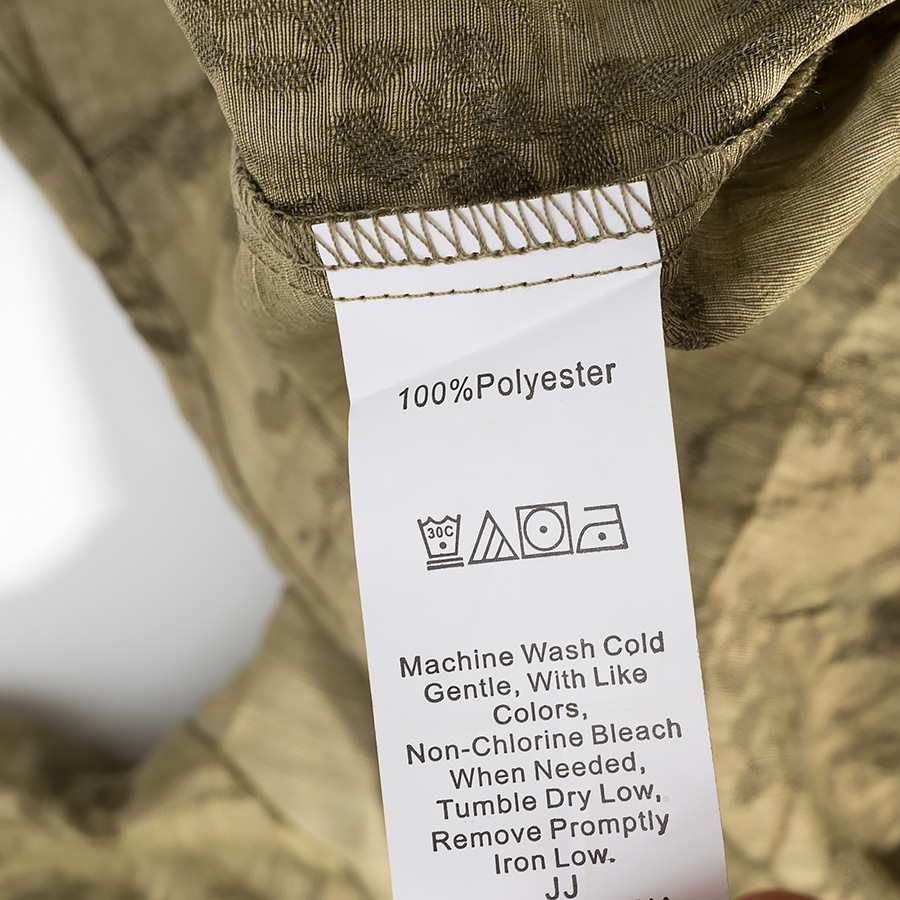 100%Polyester
30C
Machine Wash Cold
Gentle, With Like
Colors,
Non-Chlorine Bleach
When Needed,
Tumble Dry Low,
Remove Promptly
Iron Low.
JJ